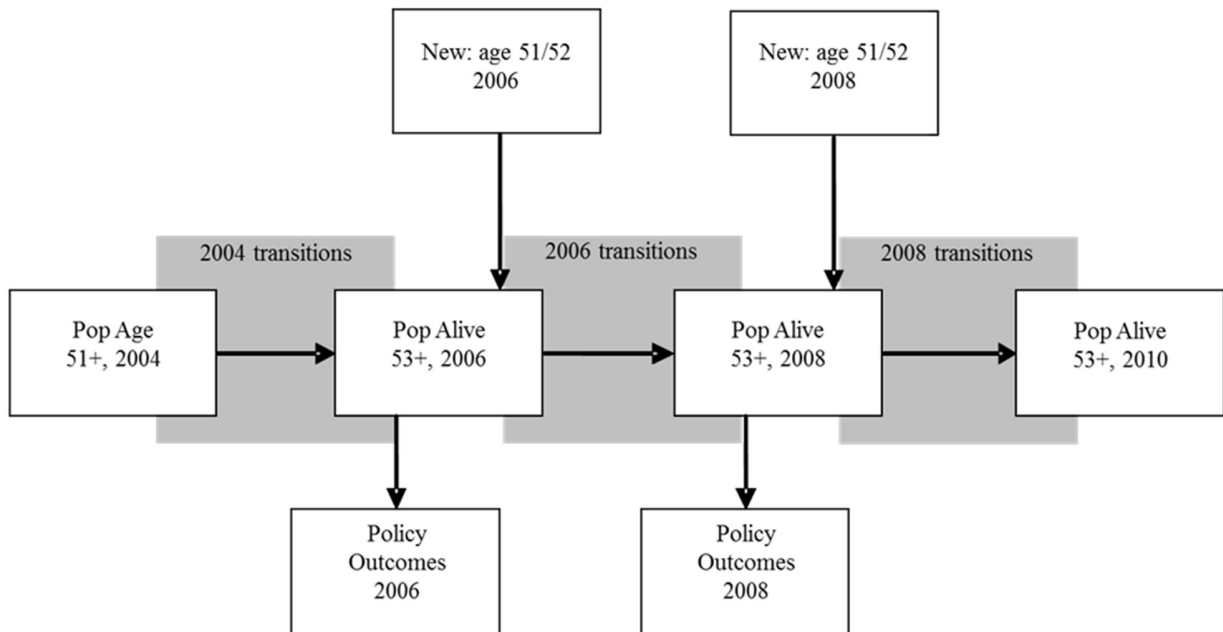 New: age 51/52
2006
New: age 51/52
2008
2004 transitions
2006 transitions
2008 transitions
Pop Age
51+, 2004
Pop Alive
53+, 2006
Pop Alive
53+, 2008
Pop Alive
53+, 2010
Policy
Outcomes
2006
Policy
Outcomes
2008